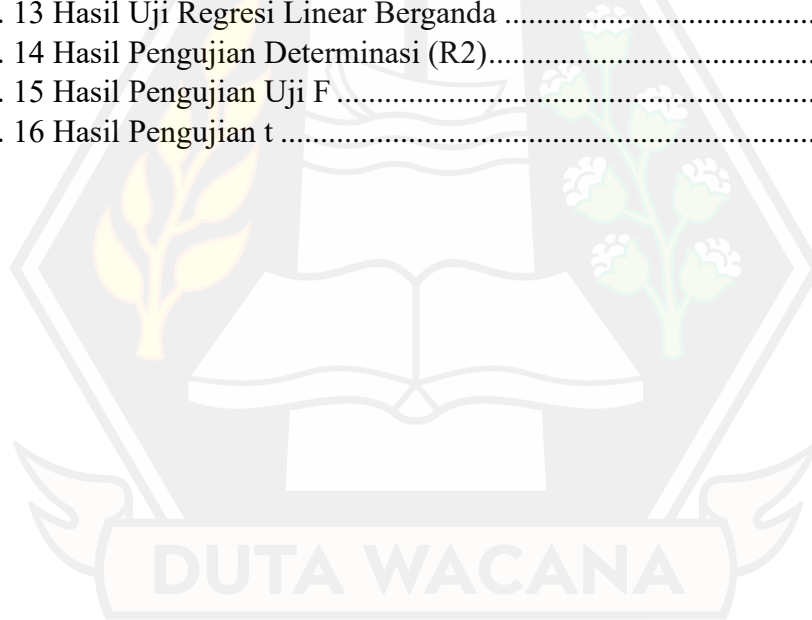 . 13 Hasil Uji Regresi Linear Berganda ..............................................
. 14 Hasil Pengujian Determinasi (R2)................................................
. 15 Hasil Pengujian Uji F .......................................................................
. 16 Hasil Pengujian t ..............................................................................
DUTA WACANA